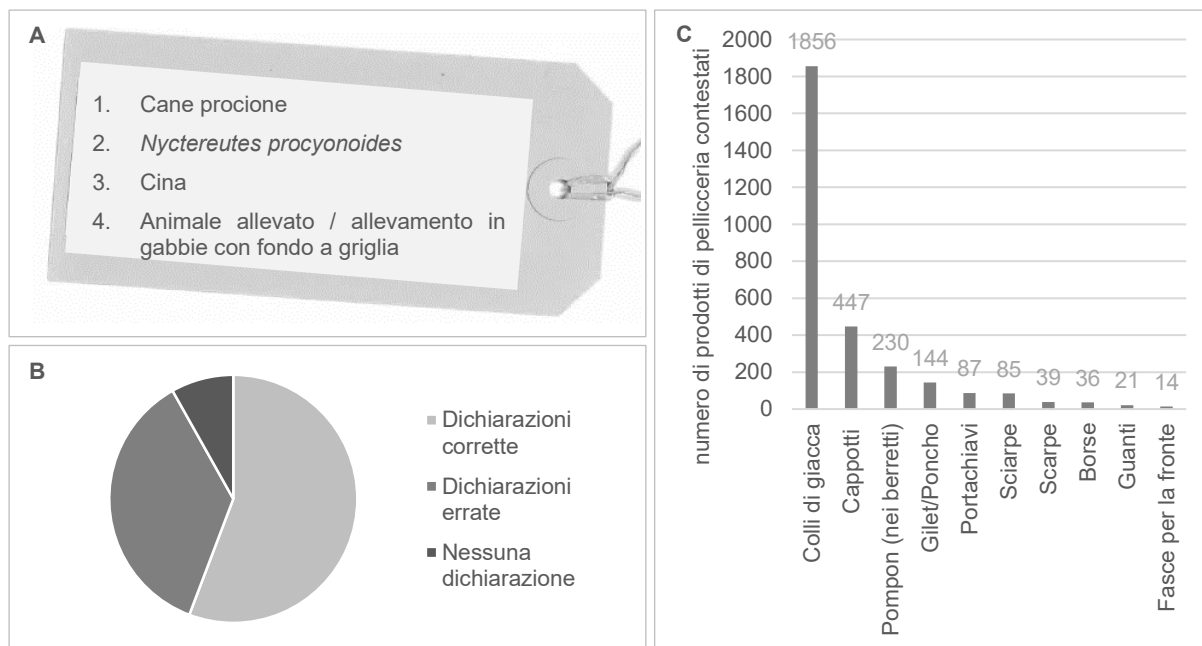 A
1. Cane procione
2. Nyctereutes procyonoides
3. Cina
4. Animale allevato / allevamento in
gabbie con fondo a griglia
B
Dichiarazioni
corrette
Dichiarazioni
errate
Nessuna
dichiarazione
C
numero di prodotti di pellicceria contestati
2000
1800
1600
1400
1200
1000
800
600
400
200
0
1856
447
230
144
87
85
39
36
21
14
Colli di giacca
Cappotti
Pompon (nei berretti)
Gilet/Poncho
Portachiavi
Sciarpe
Scarpe
Borse
Guanti
Fasce per la fronte